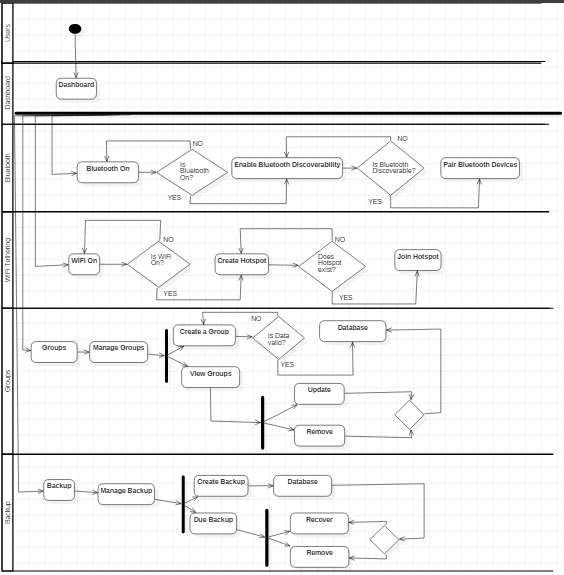 Users
Dashboard
Dashboard
Bluetooth
NO
Bluetooth On
Is
Bluetooth
On?
YES
Enable Bluetooth Discoverability
NO
Is Bluetooth
Discoverable?
YES
Pair Bluetooth Devices
WiFi Tethering
NO
WiFi On
Is WiFi
On?
YES
Create Hotspot
NO
Does
Hotspot
exist?
YES
Join Hotspot
Groups
Groups
Manage Groups
Create a Group
NO
Is Data
valid?
YES
Database
View Groups
Update
Remove
Backup
Backup
Manage Backup
Create Backup
Database
Due Backup
Recover
Remove